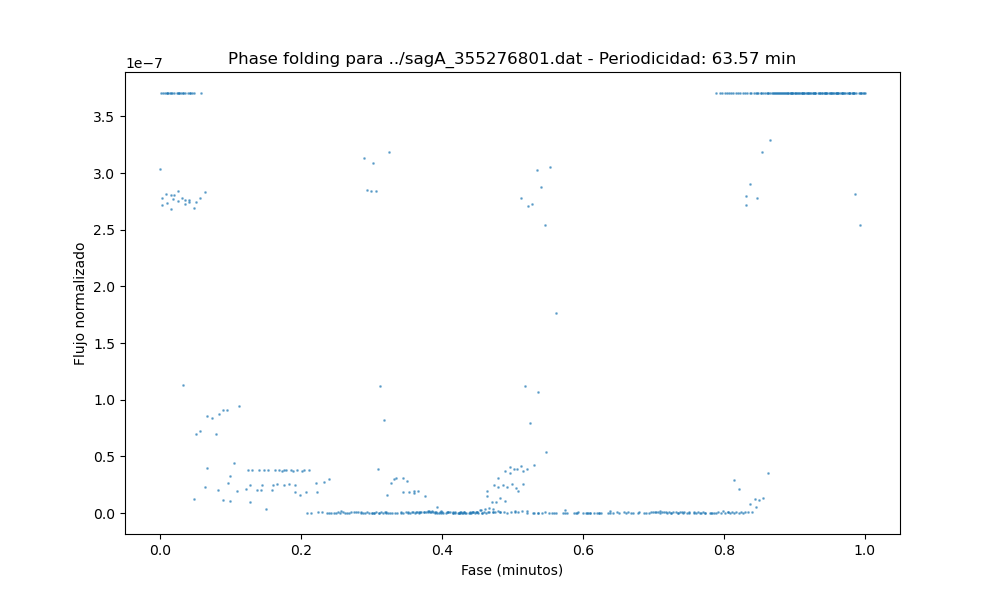 Phase folding para ../sagA_355276801.dat - Periodicidad: 63.57 min
1e−7
3.5
3.0
2.5
2.0
1.5
1.0
0.5
0.0
Flujo normalizado
0.0 0.2 0.4 0.6 0.8 1.0
Fase (minutos)